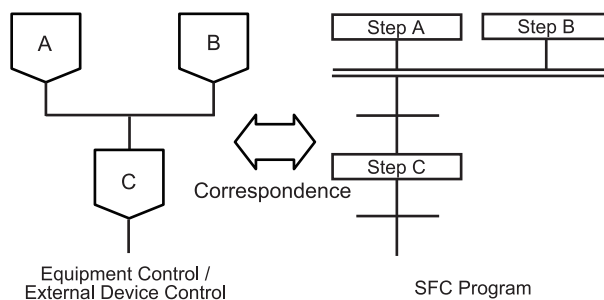 A
B
C
Equipment Control /
External Device Control
Correspondence
Step A
Step B
Step C
SFC Program